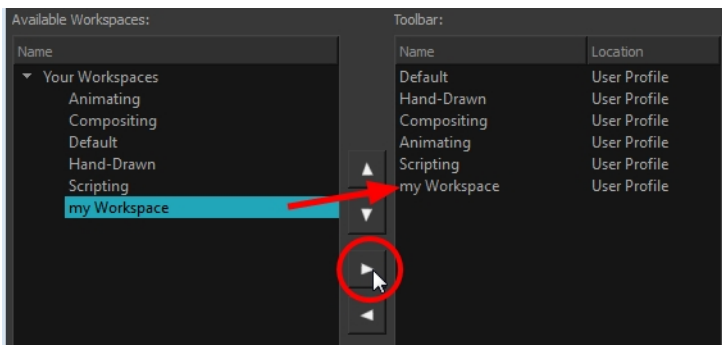 Available Workspaces:
Name
Your Workspaces
Animating
Compositing
Default
Hand-Drawn
Scripting
my Workspace
Toolbar:
Name Location
Default User Profile
Hand-Drawn User Profile
Compositing User Profile
Animating User Profile
Scripting User Profile
my Workspace User Profile